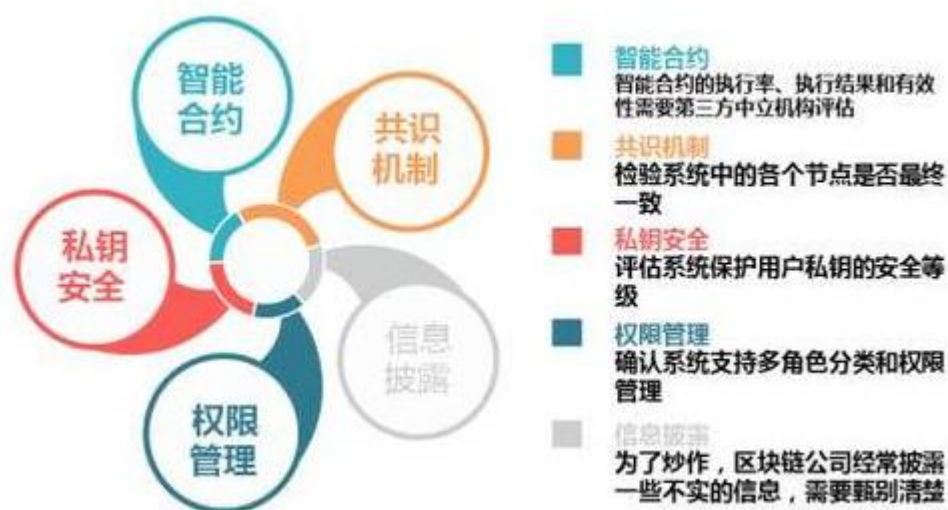 智能
合约
共识
机制
私钥
安全
信息
披露
权限
管理
智能合约
智能合约的执行率、执行结果和有效
性需要第三方中立机构评估
共识机制
检验系统中的各个节点是否最终
一致
私钥安全
评估系统保护用户私钥的安全等
级
权限管理
确认系统支持多角色分类和权限
管理
信息披露
为了炒作，区块链公司经常披露
一些不实的信息，需要甄别清楚